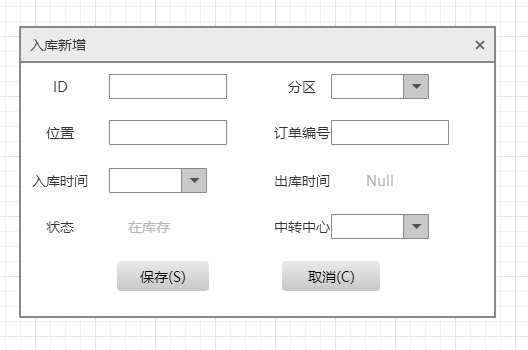 入库新增
ID
分区
位置
订单编号
入库时间
出库时间 Null
状态 在库存
中转中心
保存(S) 取消(C)